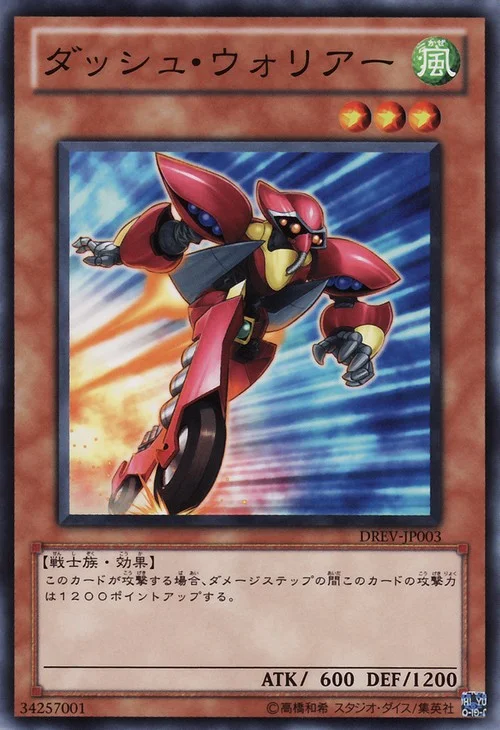 ダッシュ・ウォリアー
風
DREV-JP003
【戦士族・効果】
このカードが攻撃する場合、ダメージステップの間このカードの攻撃力
は1200ポイントアップする。
ATK/ 600 DEF/1200
34257001
©高橋和希 スタジオ・ダイス/集英社